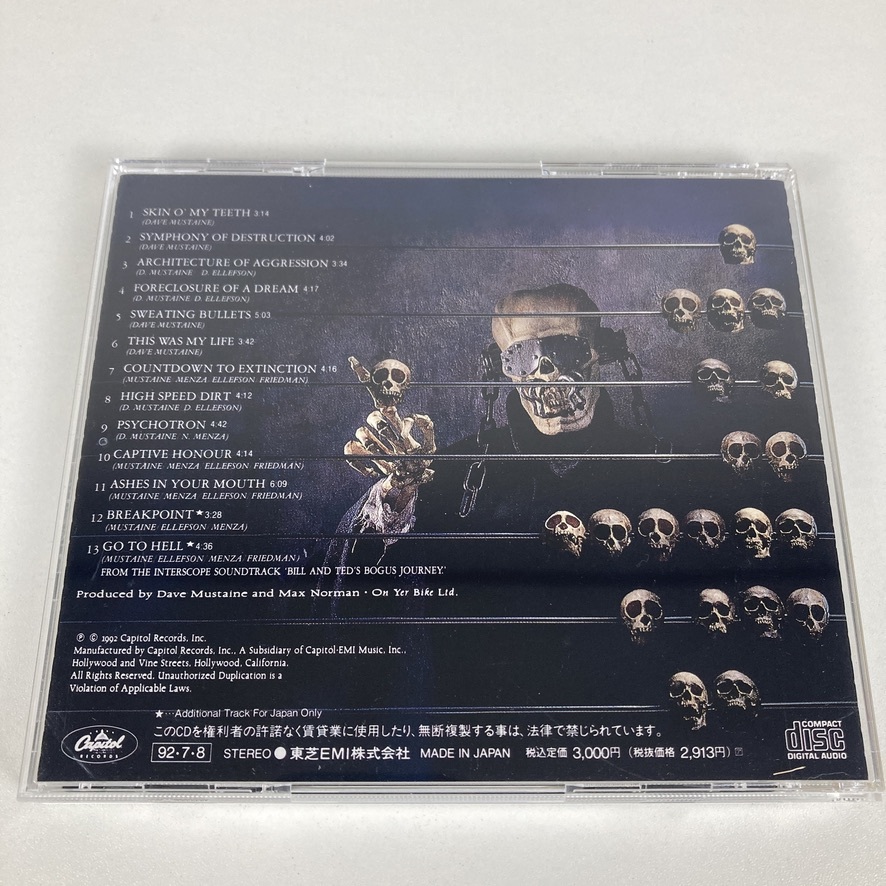 1 SKIN O' MY TEETH 3:14
(DAVE MUSTAINE)
2 SYMPHONY OF DESTRUCTION 4:02
(DAVE MUSTAINE)
3 ARCHITECTURE OF AGGRESSION 3:34
(D. MUSTAINE D. ELLEFSON)
4 FORECLOSURE OF A DREAM 4:17
(D. MUSTAINE D. ELLEFSON)
5 SWEATING BULLETS 5:03
(DAVE MUSTAINE)
6 THIS WAS MY LIFE 3:42
(DAVE MUSTAINE)
7 COUNTDOWN TO EXTINCTION 4:16
(MUSTAINE MENZA ELLEFSON FRIEDMAN)
8 HIGH SPEED DIRT 4:12
(D. MUSTAINE D. ELLEFSON)
9 PSYCHOTRON 4:42
(D. MUSTAINE N. MENZA)
10 CAPTIVE HONOUR 4:14
(MUSTAINE MENZA ELLEFSON FRIEDMAN)
11 ASHES IN YOUR MOUTH 6:09
(MUSTAINE MENZA ELLEFSON FRIEDMAN)
12 BREAKPOINT ★3:28
(MUSTAINE ELLEFSON MENZA)
13 GO TO HELL ★4:36
(MUSTAINE ELLEFSON MENZA FRIEDMAN)
FROM THE INTERSCOPE SOUNDTRACK 'BILL AND TED'S BOGUS JOURNEY.'
Produced by Dave Mustaine and Max Norman · On Yer Bike Ltd.
℗ © 1992 Capitol Records, Inc.
Manufactured by Capitol Records, Inc., A Subsidiary of Capitol-EMI Music, Inc.,
Hollywood and Vine Streets, Hollywood, California.
All Rights Reserved. Unauthorized Duplication is a
Violation of Applicable Laws.
★…Additional Track For Japan Only
このCDを権利者の許諾なく賃貸業に使用したり、無断複製する事は、法律で禁じられています。
Capitol
RECORDS
92・7・8 STEREO ● 東芝EMI株式会社 MADE IN JAPAN 税込定価 3,000円 (税抜価格 2,913円)
COMPACT
disc
DIGITAL AUDIO